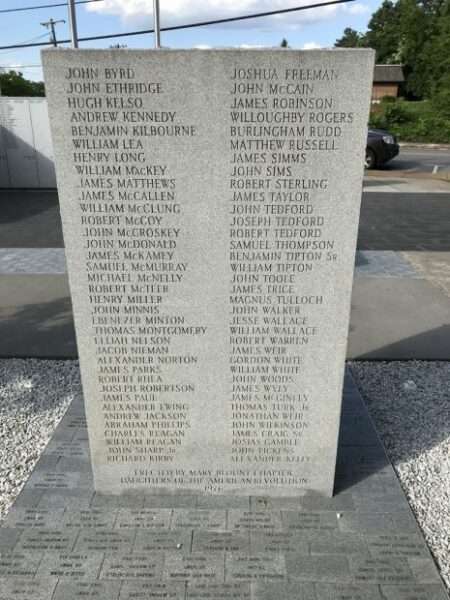 JOHN BYRD
JOHN ETHRIDGE
HUGH KELSO
ANDREW KENNEDY
BENJAMIN KILBOURNE
WILLIAM LEA
HENRY LONG
WILLIAM MACKEY
JAMES MATTHEWS
JAMES McCALLEN
WILLIAM McCLUNG
ROBERT McCOY
JOHN McCROSKEY
JOHN McDONALD
JAMES McKAMEY
SAMUEL McMURRAY
MICHAEL McNELLY
ROBERT McTEER
HENRY MILLER
JOHN MINNIS
EBENEZER MINTON
THOMAS MONTGOMERY
ELIJAH NELSON
JACOB NIEMAN
ALEXANDER NORTON
JAMES PARKS
ROBERT RHEA
JOSEPH ROBERTSON
JAMES PAUL
ALEXANDER EWING
ANDREW JACKSON
ABRAHAM PHILLIPS
CHARLES REAGAN
WILLIAM REAGAN
JOHN SHARP Jr
RICHARD KIRBY
JOSHUA FREEMAN
JOHN McCAIN
JAMES ROBINSON
WILLOUGHBY ROGERS
BURLINGHAM RUDD
MATTHEW RUSSELL
JAMES SIMMS
JOHN SIMS
ROBERT STERLING
JAMES TAYLOR
JOHN TEDFORD
JOSEPH TEDFORD
ROBERT TEDFORD
SAMUEL THOMPSON
BENJAMIN TIPTON Sr
WILLIAM TIPTON
JOHN TOOLE
JAMES TRICE
MAGNUS TULLOCH
JOHN WALKER
JESSE WALLACE
WILLIAM WALLACE
ROBERT WARREN
JAMES WEIR
GORDON WHITE
WILLIAM WHITE
JOHN WOODS
JAMES WYLY
JAMES McGINLEY
THOMAS TURK Jr
JONATHAN WEIR
JOHN WILKINSON
JAMES CRAIG Sr
JOSIAS GAMBLE
JOHN PICKENS
ALEXANDER KELLY
ERECTED BY MARY BLOUNT CHAPTER
DAUGHTERS OF THE AMERICAN REVOLUTION
1976